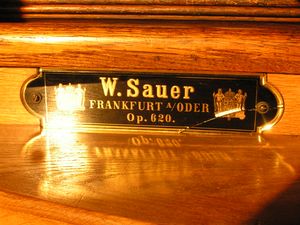 W. Sauer
FRANKFURT A/ODER
Op. 620.